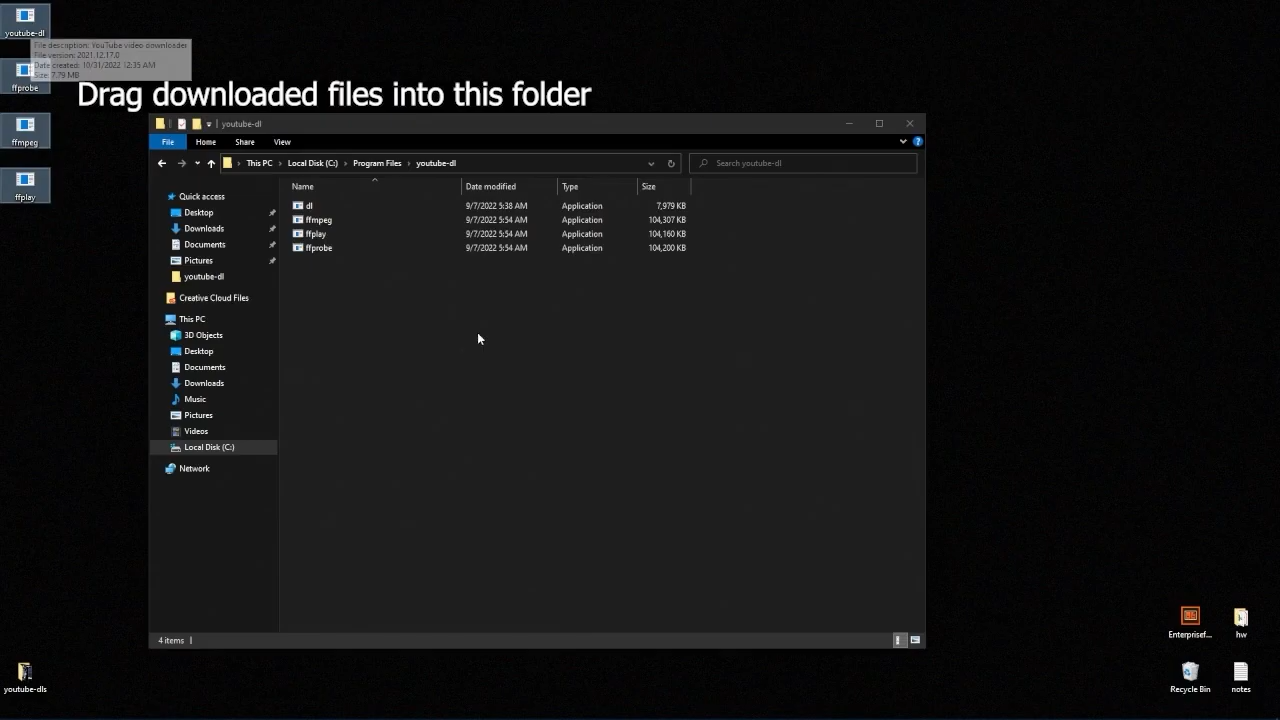 youtube-dl
File description: YouTube video downloader
File version: 2021.12.17.0
Date created: 10/31/2022 12:35 AM
Size: 7.79 MB
ffprobe
ffmpeg
ffplay
Drag downloaded files into this folder
youtube-dl
File Home Share View
This PC Local Disk (C:) Program Files youtube-dl
Search youtube-dl
Name Date modified Type Size
dl 9/7/2022 5:38 AM Application 7,979 KB
ffmpeg 9/7/2022 5:54 AM Application 104,307 KB
ffplay 9/7/2022 5:54 AM Application 104,160 KB
ffprobe 9/7/2022 5:54 AM Application 104,200 KB
Quick access
Desktop
Downloads
Documents
Pictures
youtube-dl
Creative Cloud Files
This PC
3D Objects
Desktop
Documents
Downloads
Music
Pictures
Videos
Local Disk (C:)
Network
4 items
youtube-dls
Enterprisef...
hw
Recycle Bin
notes